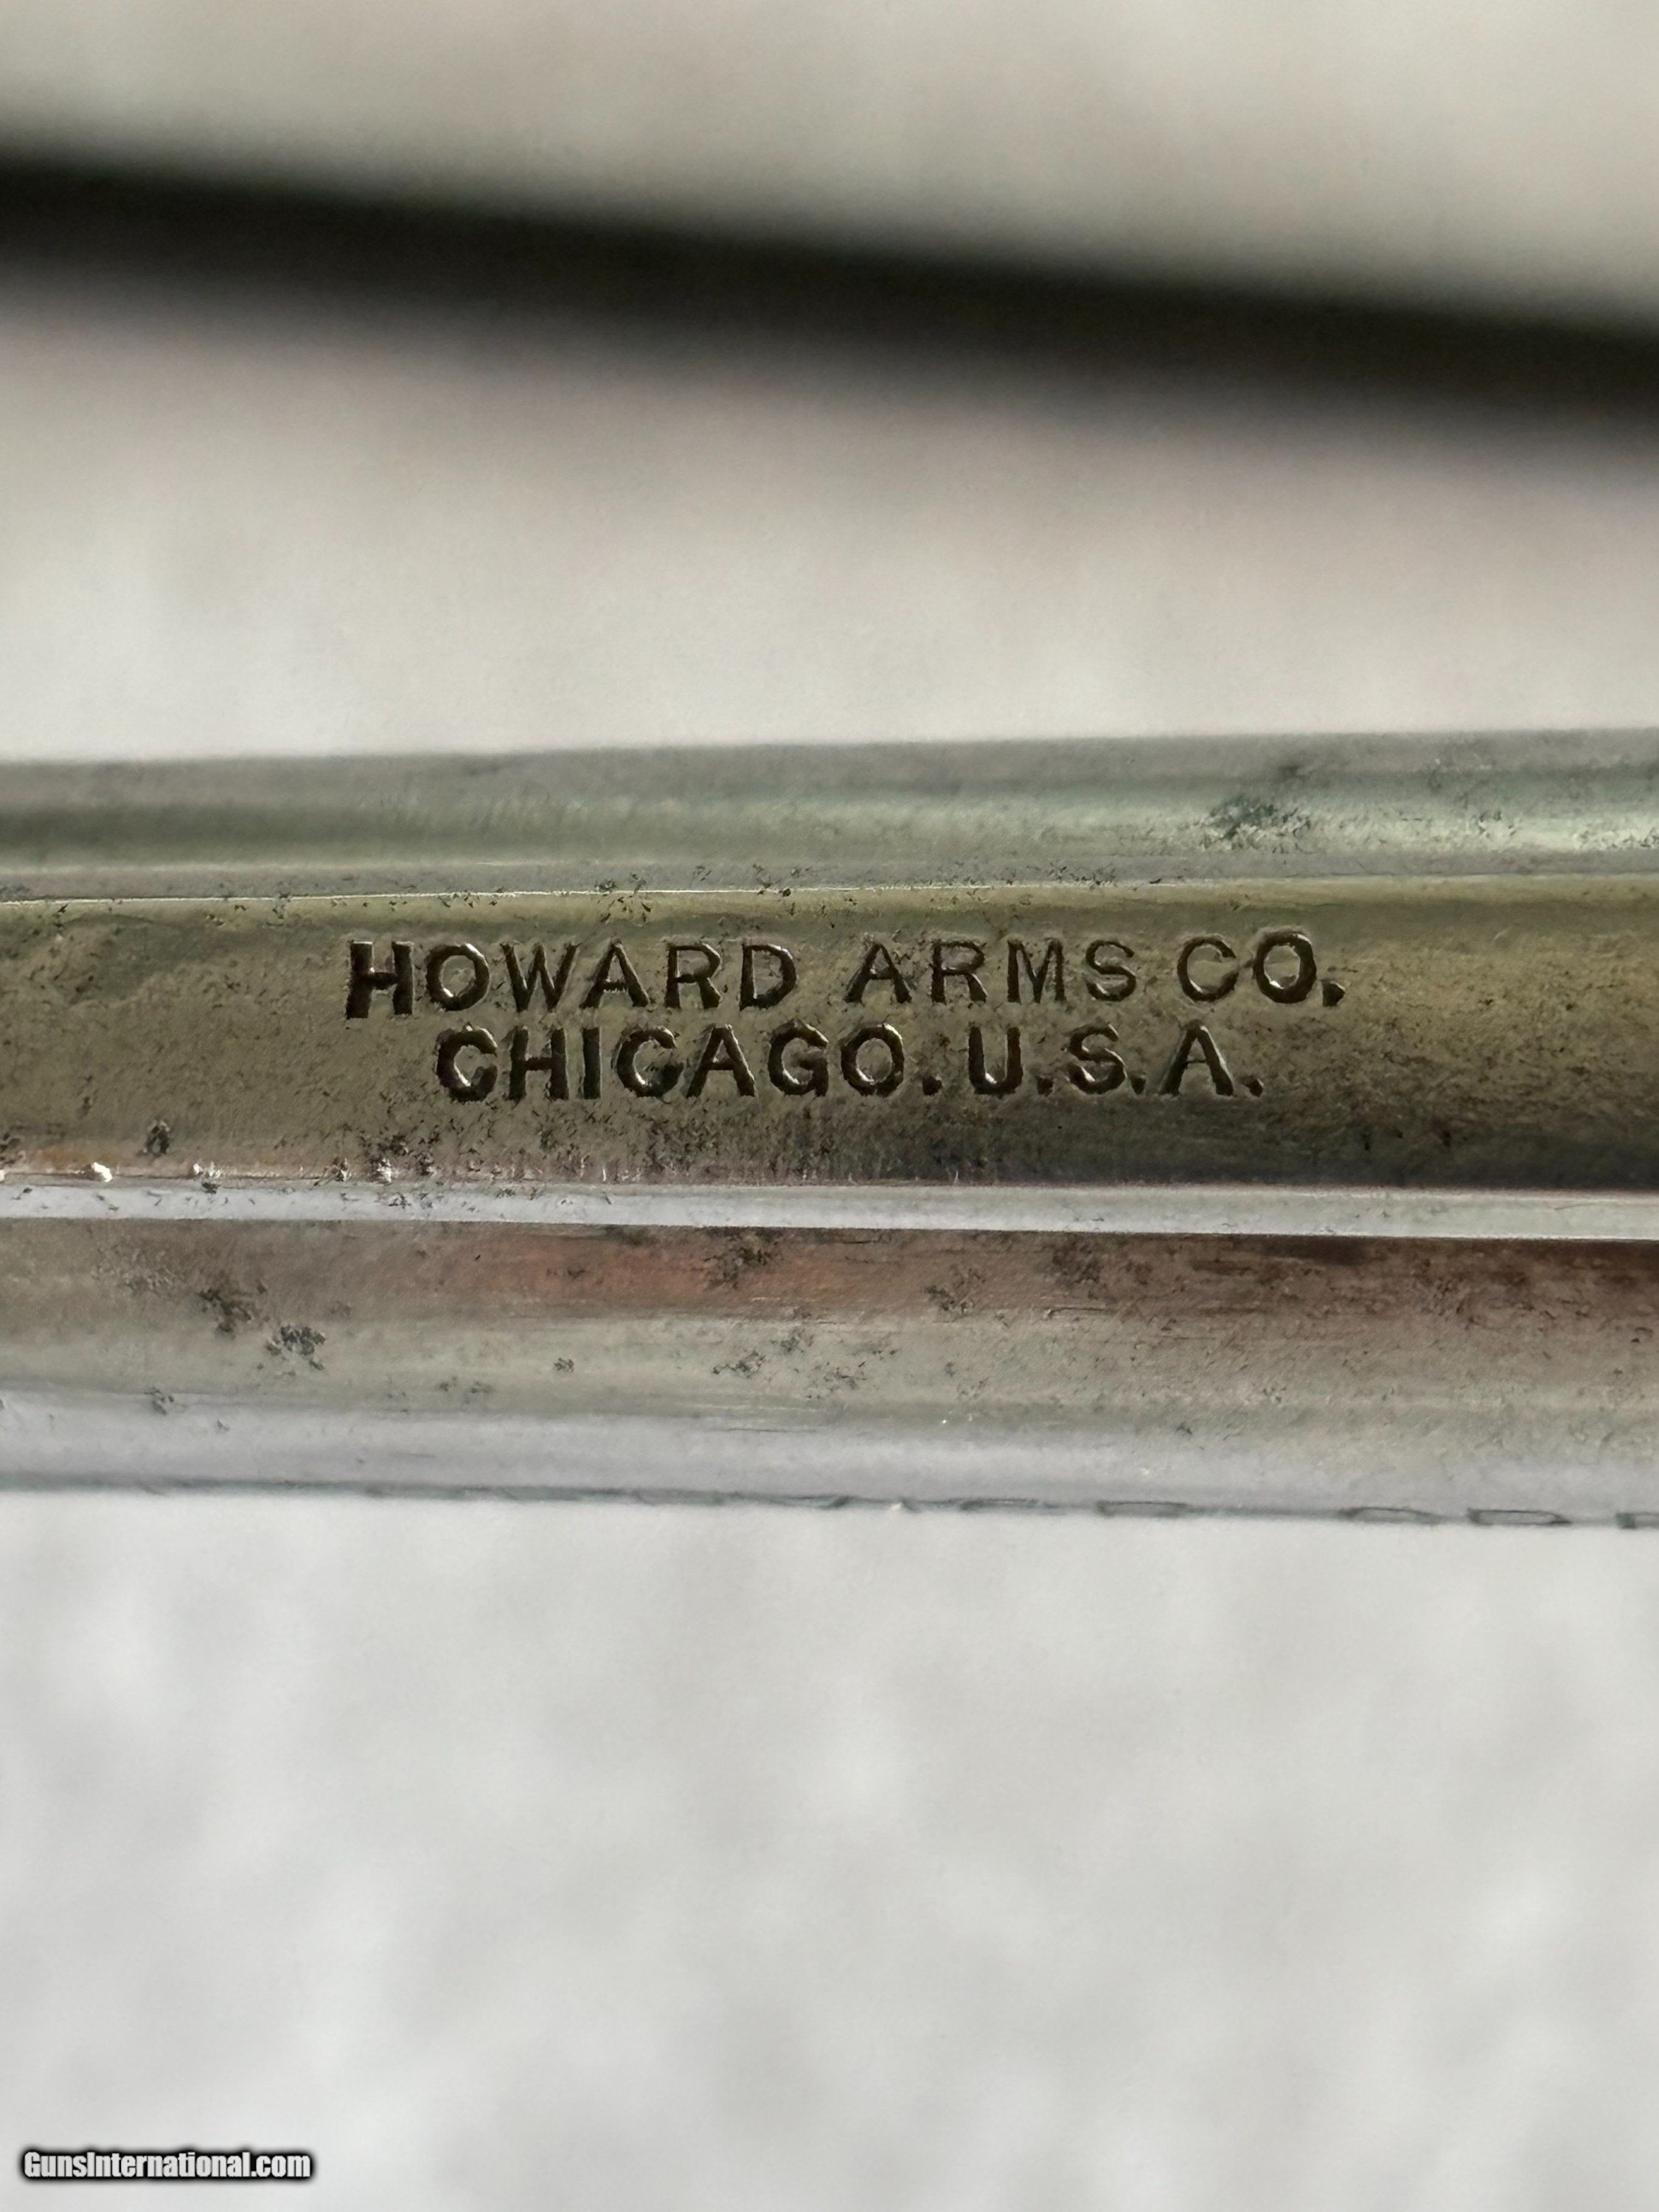 HOWARD ARMS CO.
CHICAGO. U.S.A.
GunsInternational.com